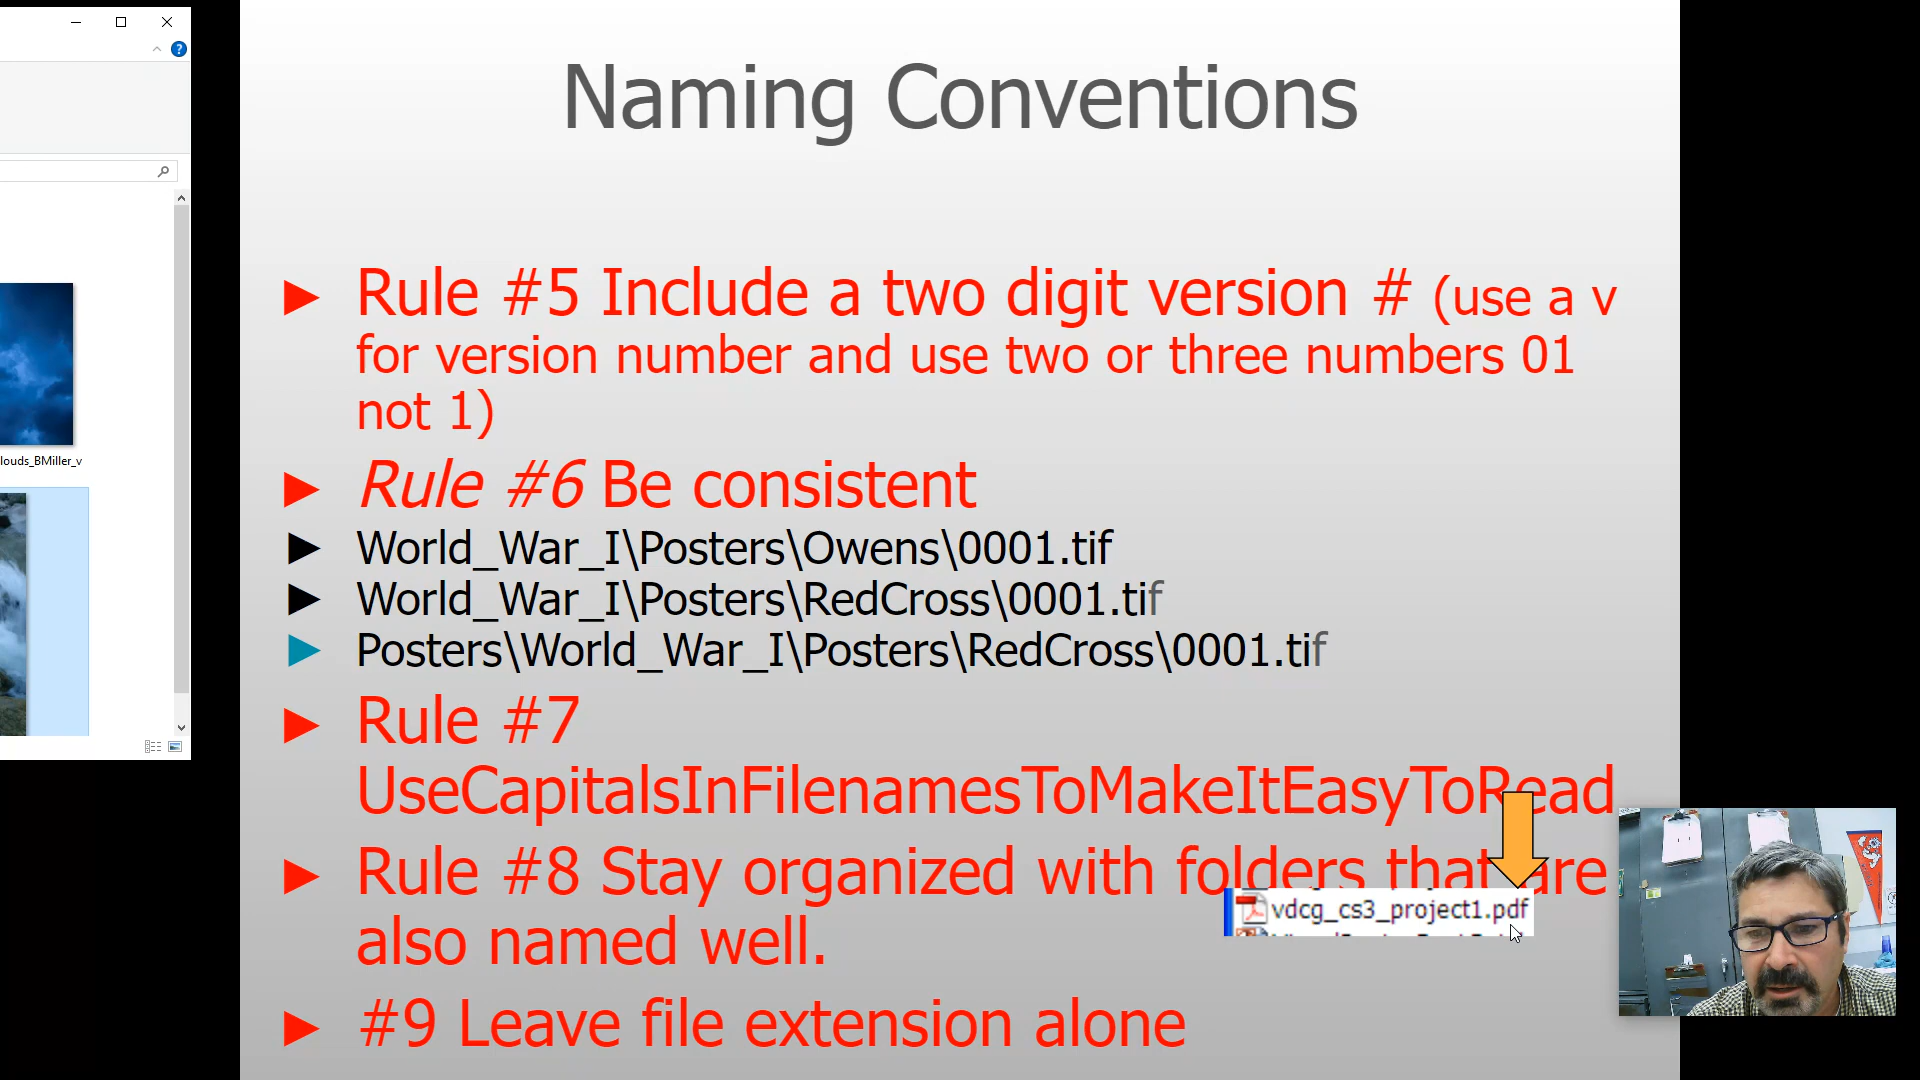 Naming Conventions
Rule #5 Include a two digit version # (use a v
for version number and use two or three numbers 01
not 1)
Rule #6 Be consistent
World_War_I\Posters\Owens\0001.tif
World_War_I\Posters\RedCross\0001.tif
Posters\World_War_I\Posters\RedCross\0001.tif
Rule #7
UseCapitalsInFilenamesToMakeItEasyToRead
Rule #8 Stay organized with folders that are
also named well.
#9 Leave file extension alone
vdcg_cs3_project1.pdf
louds_BMiller_v